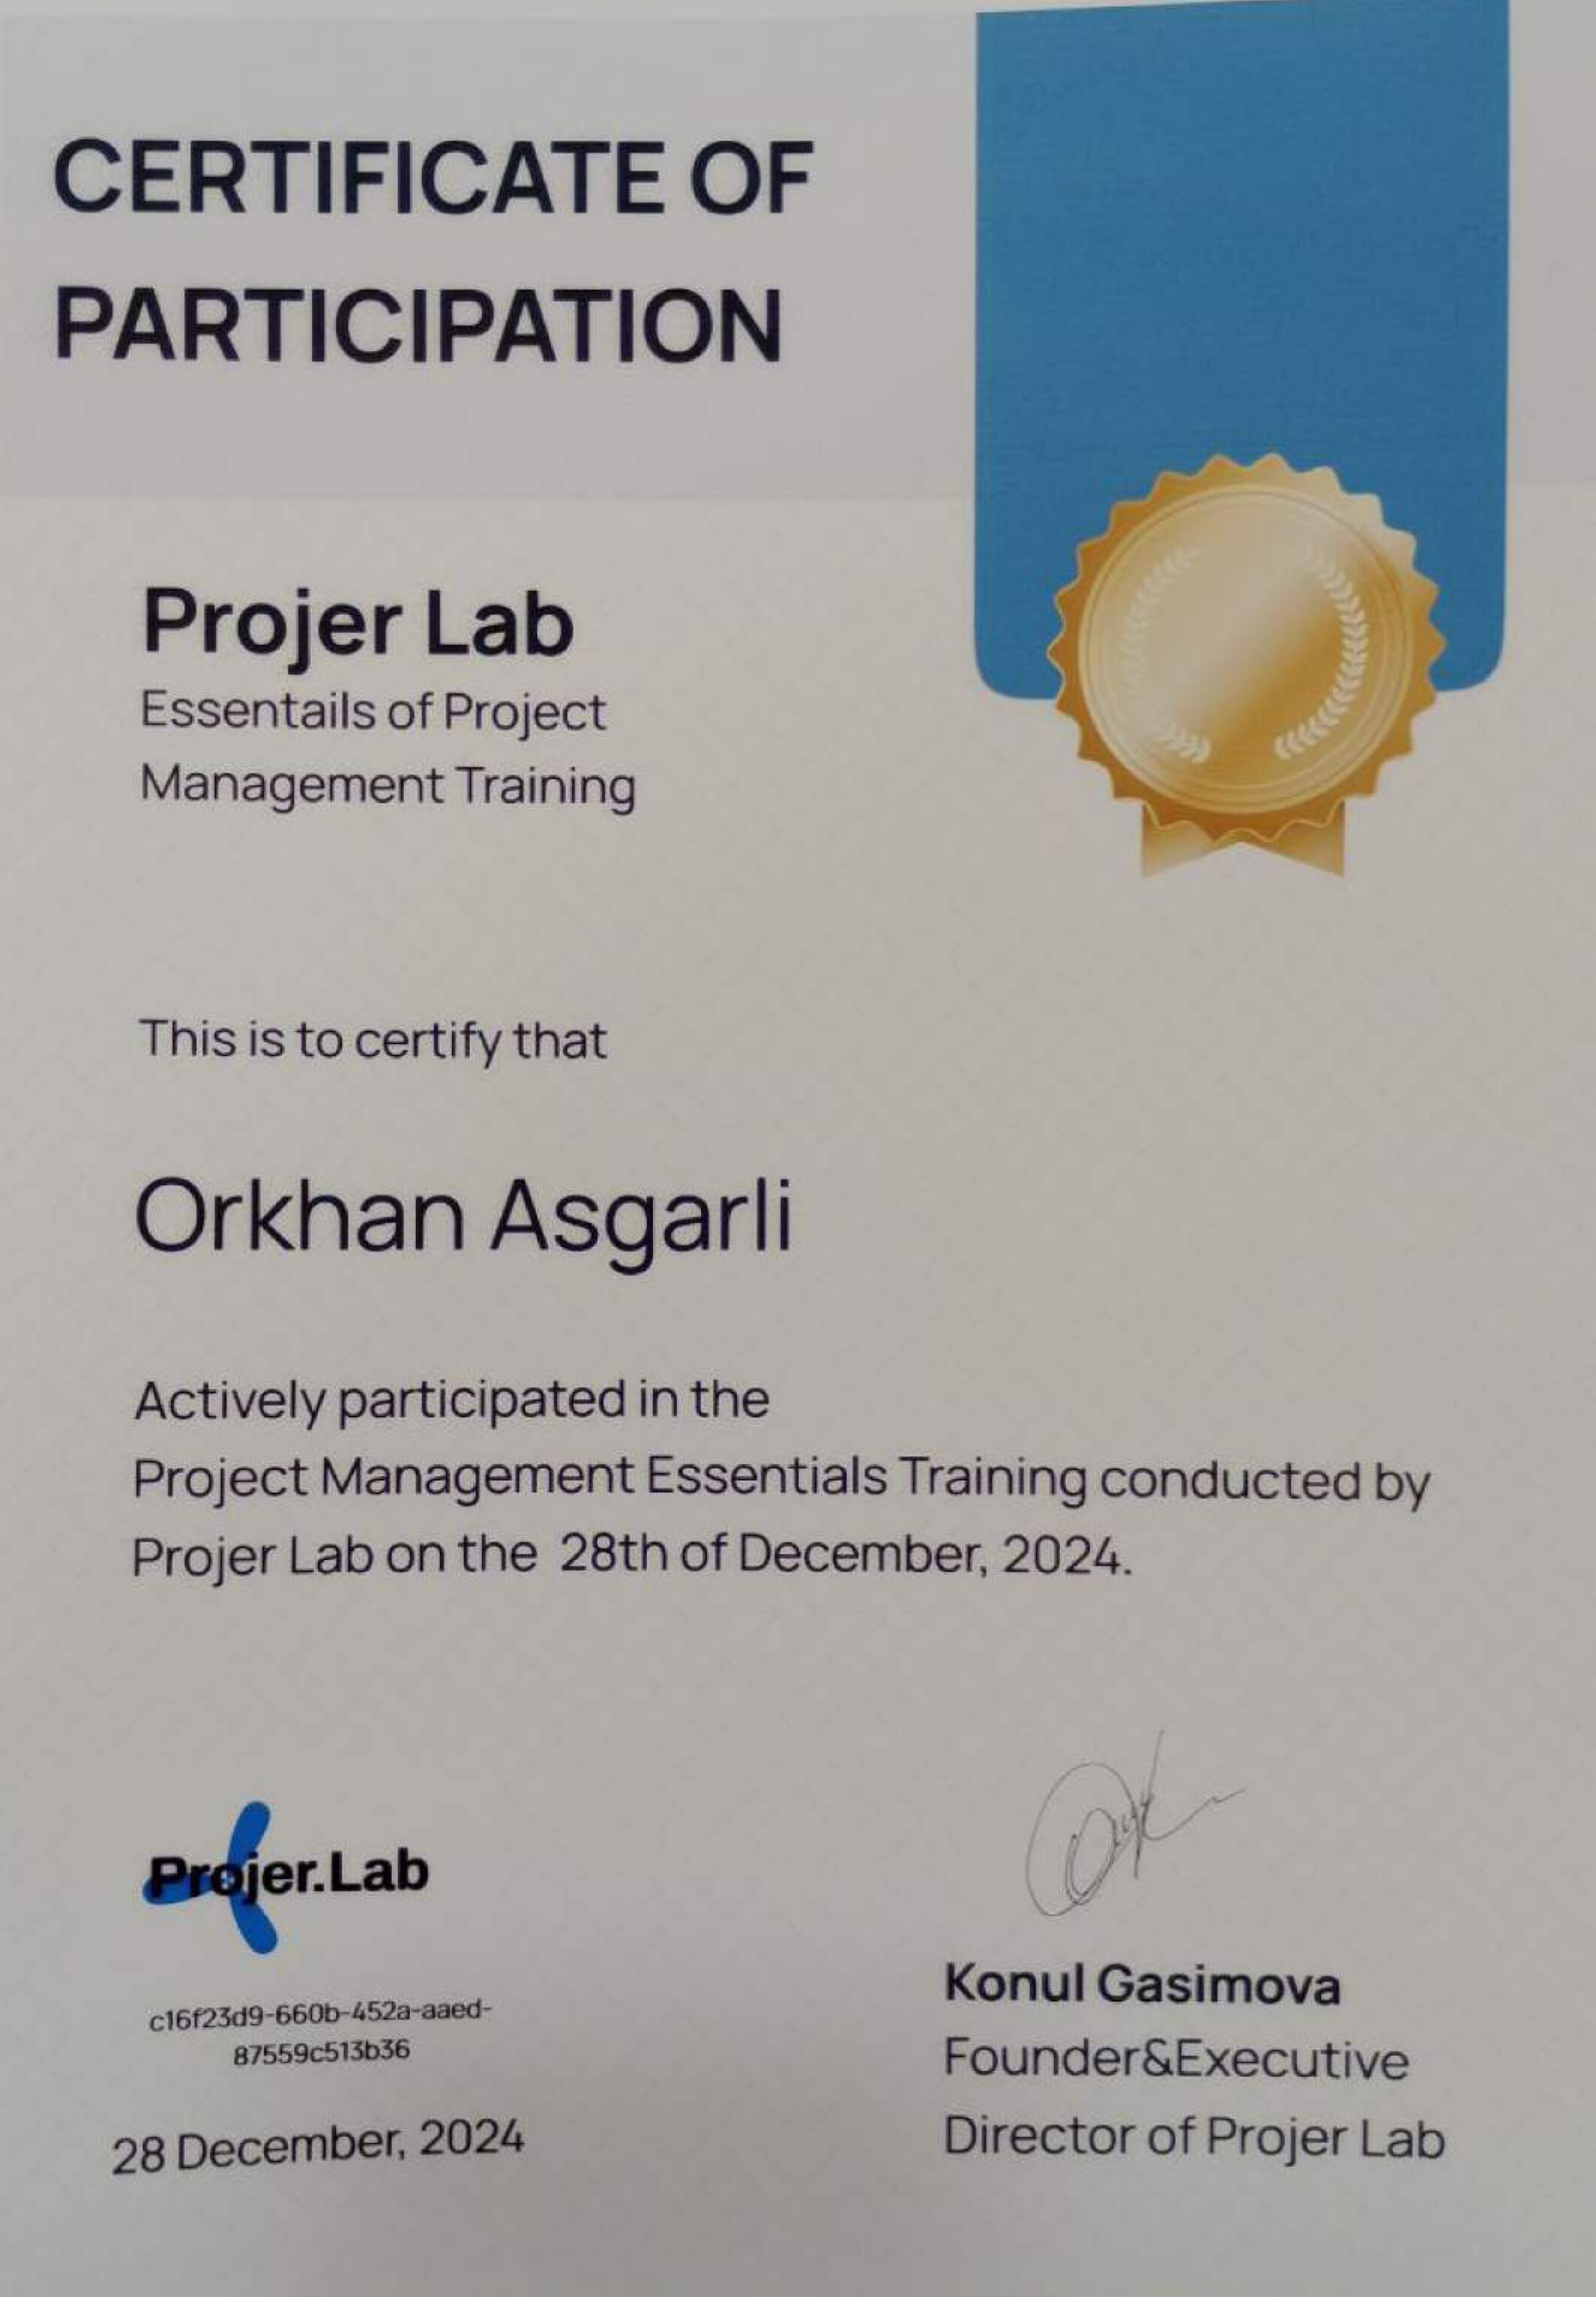 CERTIFICATE OF
PARTICIPATION
Projer Lab
Essentails of Project
Management Training
This is to certify that
Orkhan Asgarli
Actively participated in the
Project Management Essentials Training conducted by
Projer Lab on the 28th of December, 2024.
Projer.Lab
c16f23d9-660b-452a-aaed-
87559c513b36
28 December, 2024
Konul Gasimova
Founder&Executive
Director of Projer Lab